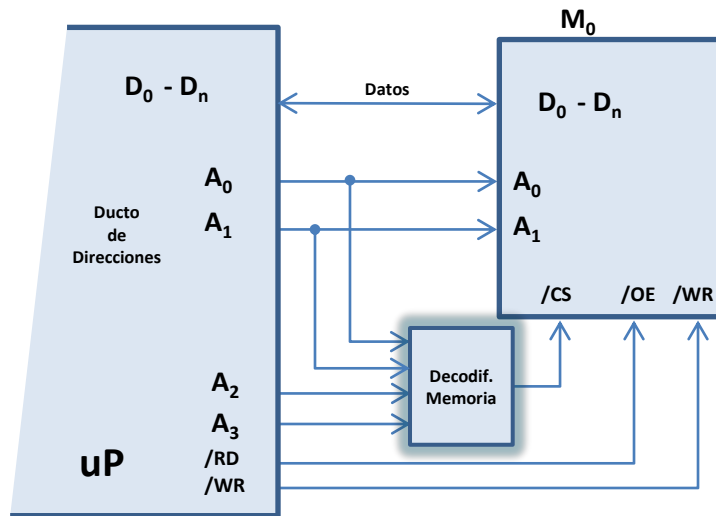 M₀
D₀ - Dₙ
Datos
D₀ - Dₙ
A₀
A₀
Ducto
de
Direcciones
A₁
A₁
/CS
/OE
/WR
Decodif.
Memoria
A₂
A₃
uP
/RD
/WR